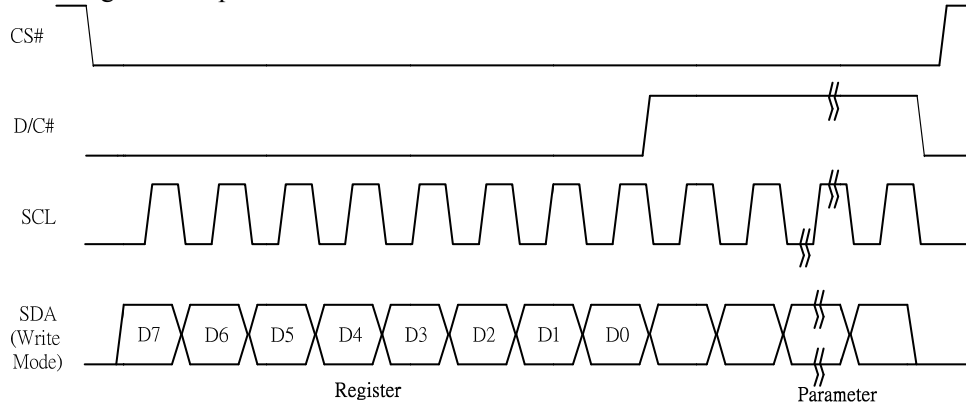 CS#
D/C#
SCL
SDA
(Write
Mode)
D7 D6 D5 D4 D3 D2 D1 D0
Register
Parameter